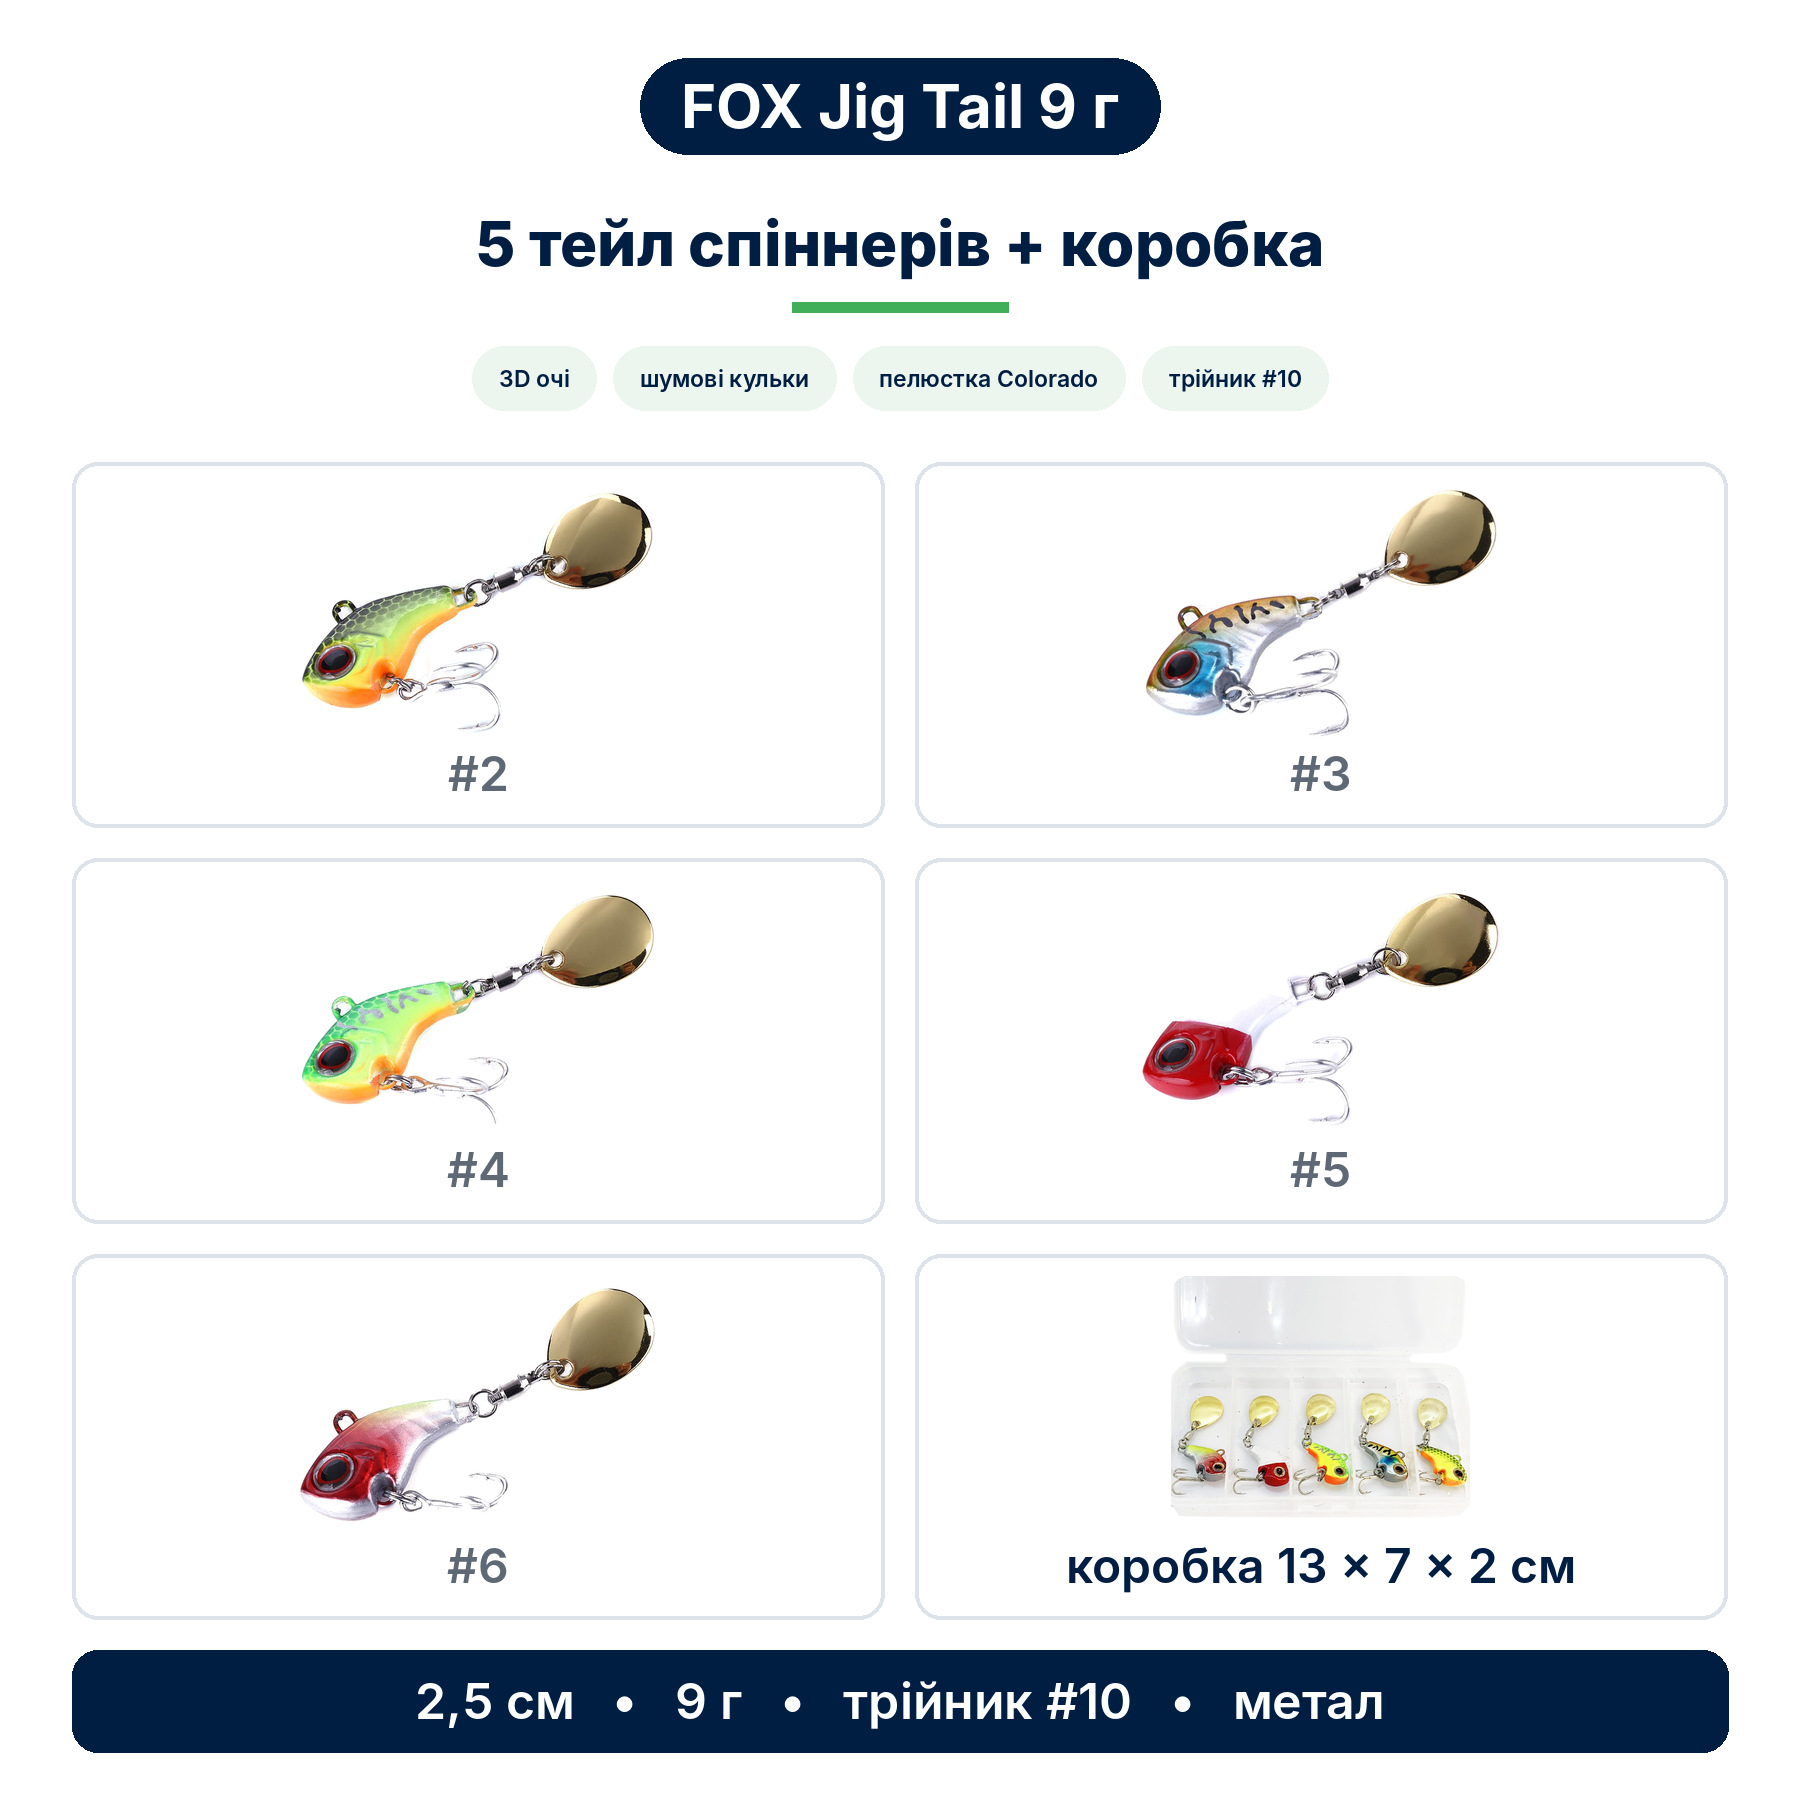 FOX Jig Tail 9 г
5 тейл спіннерів + коробка
3D очі
шумові кульки
пелюстка Colorado
трійник #10
#2
#3
#4
#5
#6
коробка 13 × 7 × 2 см
2,5 см • 9 г • трійник #10 • метал